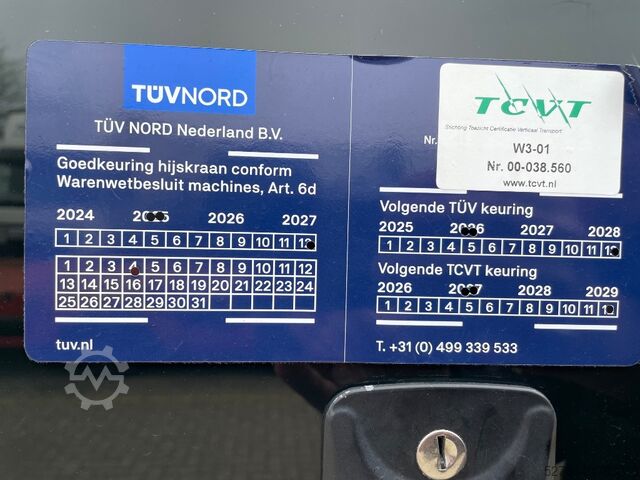 TÜVNORD
TÜV NORD Nederland B.V.
Goedkeuring hijskraan conform
Warenwetbesluit machines, Art. 6d
2024 2025 2026 2027
1 2 3 4 5 6 7 8 9 10 11 12
1 2 3 4 5 6 7 8 9 10 11 12
13 14 15 16 17 18 19 20 21 22 23 24
25 26 27 28 29 30 31
tuv.nl
Nr.
TCVT
Stichting Toezicht Certificatie Verticaal Transport
W3-01
Nr. 00-038.560
www.tcvt.nl
Volgende TÜV keuring
2025 2026 2027 2028
1 2 3 4 5 6 7 8 9 10 11 12
Volgende TCVT keuring
2026 2027 2028 2029
1 2 3 4 5 6 7 8 9 10 11 12
T. +31 (0) 499 339 533